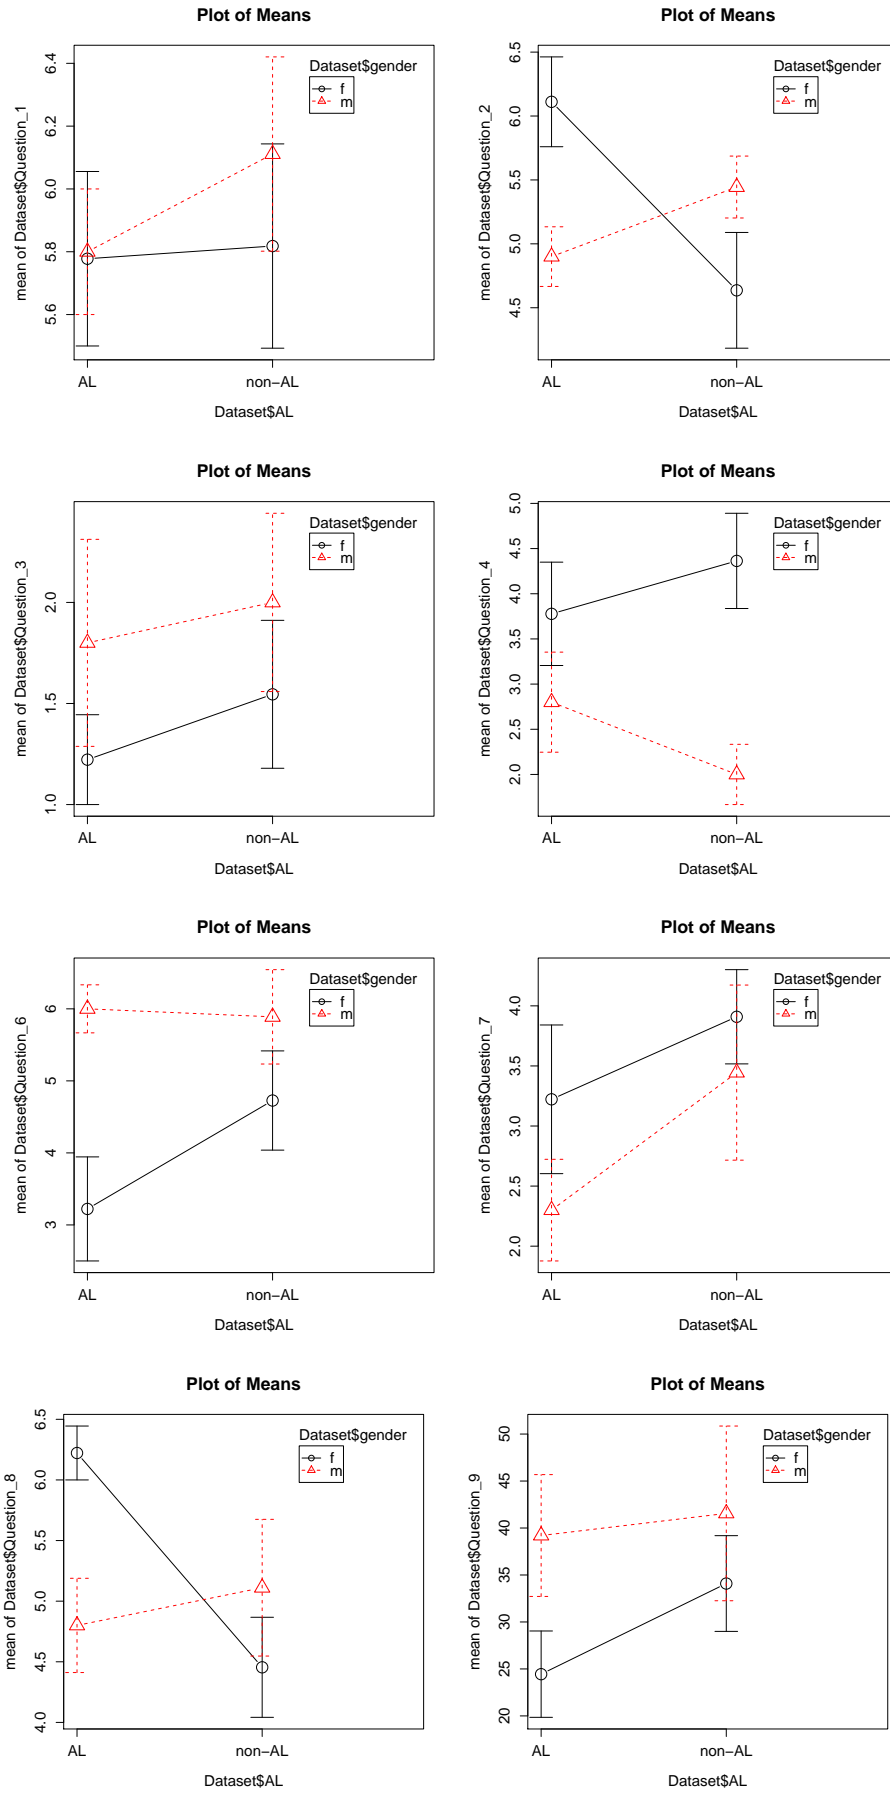 Plot of Means
mean of Dataset$Question_1
6.4
6.2
6.0
5.8
5.6
Dataset$gender
f
m
AL
non−AL
Dataset$AL
Plot of Means
mean of Dataset$Question_2
6.5
6.0
5.5
5.0
4.5
Dataset$gender
f
m
AL
non−AL
Dataset$AL
Plot of Means
mean of Dataset$Question_3
2.0
1.5
1.0
Dataset$gender
f
m
AL
non−AL
Dataset$AL
Plot of Means
mean of Dataset$Question_4
5.0
4.5
4.0
3.5
3.0
2.5
2.0
Dataset$gender
f
m
AL
non−AL
Dataset$AL
Plot of Means
mean of Dataset$Question_6
6
5
4
3
Dataset$gender
f
m
AL
non−AL
Dataset$AL
Plot of Means
mean of Dataset$Question_7
4.0
3.5
3.0
2.5
2.0
Dataset$gender
f
m
AL
non−AL
Dataset$AL
Plot of Means
mean of Dataset$Question_8
6.5
6.0
5.5
5.0
4.5
4.0
Dataset$gender
f
m
AL
non−AL
Dataset$AL
Plot of Means
mean of Dataset$Question_9
50
45
40
35
30
25
20
Dataset$gender
f
m
AL
non−AL
Dataset$AL